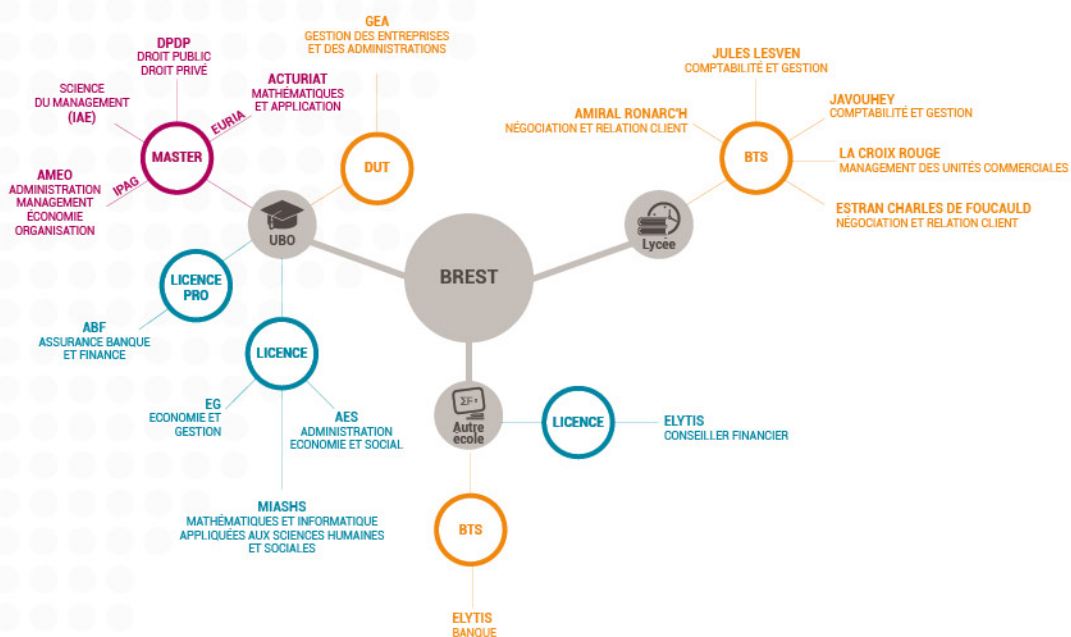 GEA
GESTION DES ENTREPRISES
ET DES ADMINISTRATIONS
DPDP
DROIT PUBLIC
DROIT PRIVÉ
SCIENCE
DU MANAGEMENT
(IAE)
ACTURIAT
MATHÉMATIQUES
ET APPLICATION
EURIA
MASTER
IPAG
AMEO
ADMINISTRATION
MANAGEMENT
ÉCONOMIE
ORGANISATION
DUT
UBO
LICENCE
PRO
ABF
ASSURANCE BANQUE
ET FINANCE
LICENCE
EG
ECONOMIE ET
GESTION
AES
ADMINISTRATION
ECONOMIE ET SOCIAL
MIASHS
MATHÉMATIQUES ET INFORMATIQUE
APPLIQUÉES AUX SCIENCES HUMAINES
ET SOCIALES
BREST
JULES LESVEN
COMPTABILITÉ ET GESTION
AMIRAL RONARC'H
NÉGOCIATION ET RELATION CLIENT
JAVOUHEY
COMPTABILITÉ ET GESTION
BTS
LA CROIX ROUGE
MANAGEMENT DES UNITÉS COMMERCIALES
ESTRAN CHARLES DE FOUCAULD
NÉGOCIATION ET RELATION CLIENT
Lycée
Autre
école
LICENCE
ELYTIS
CONSEILLER FINANCIER
BTS
ELYTIS
BANQUE